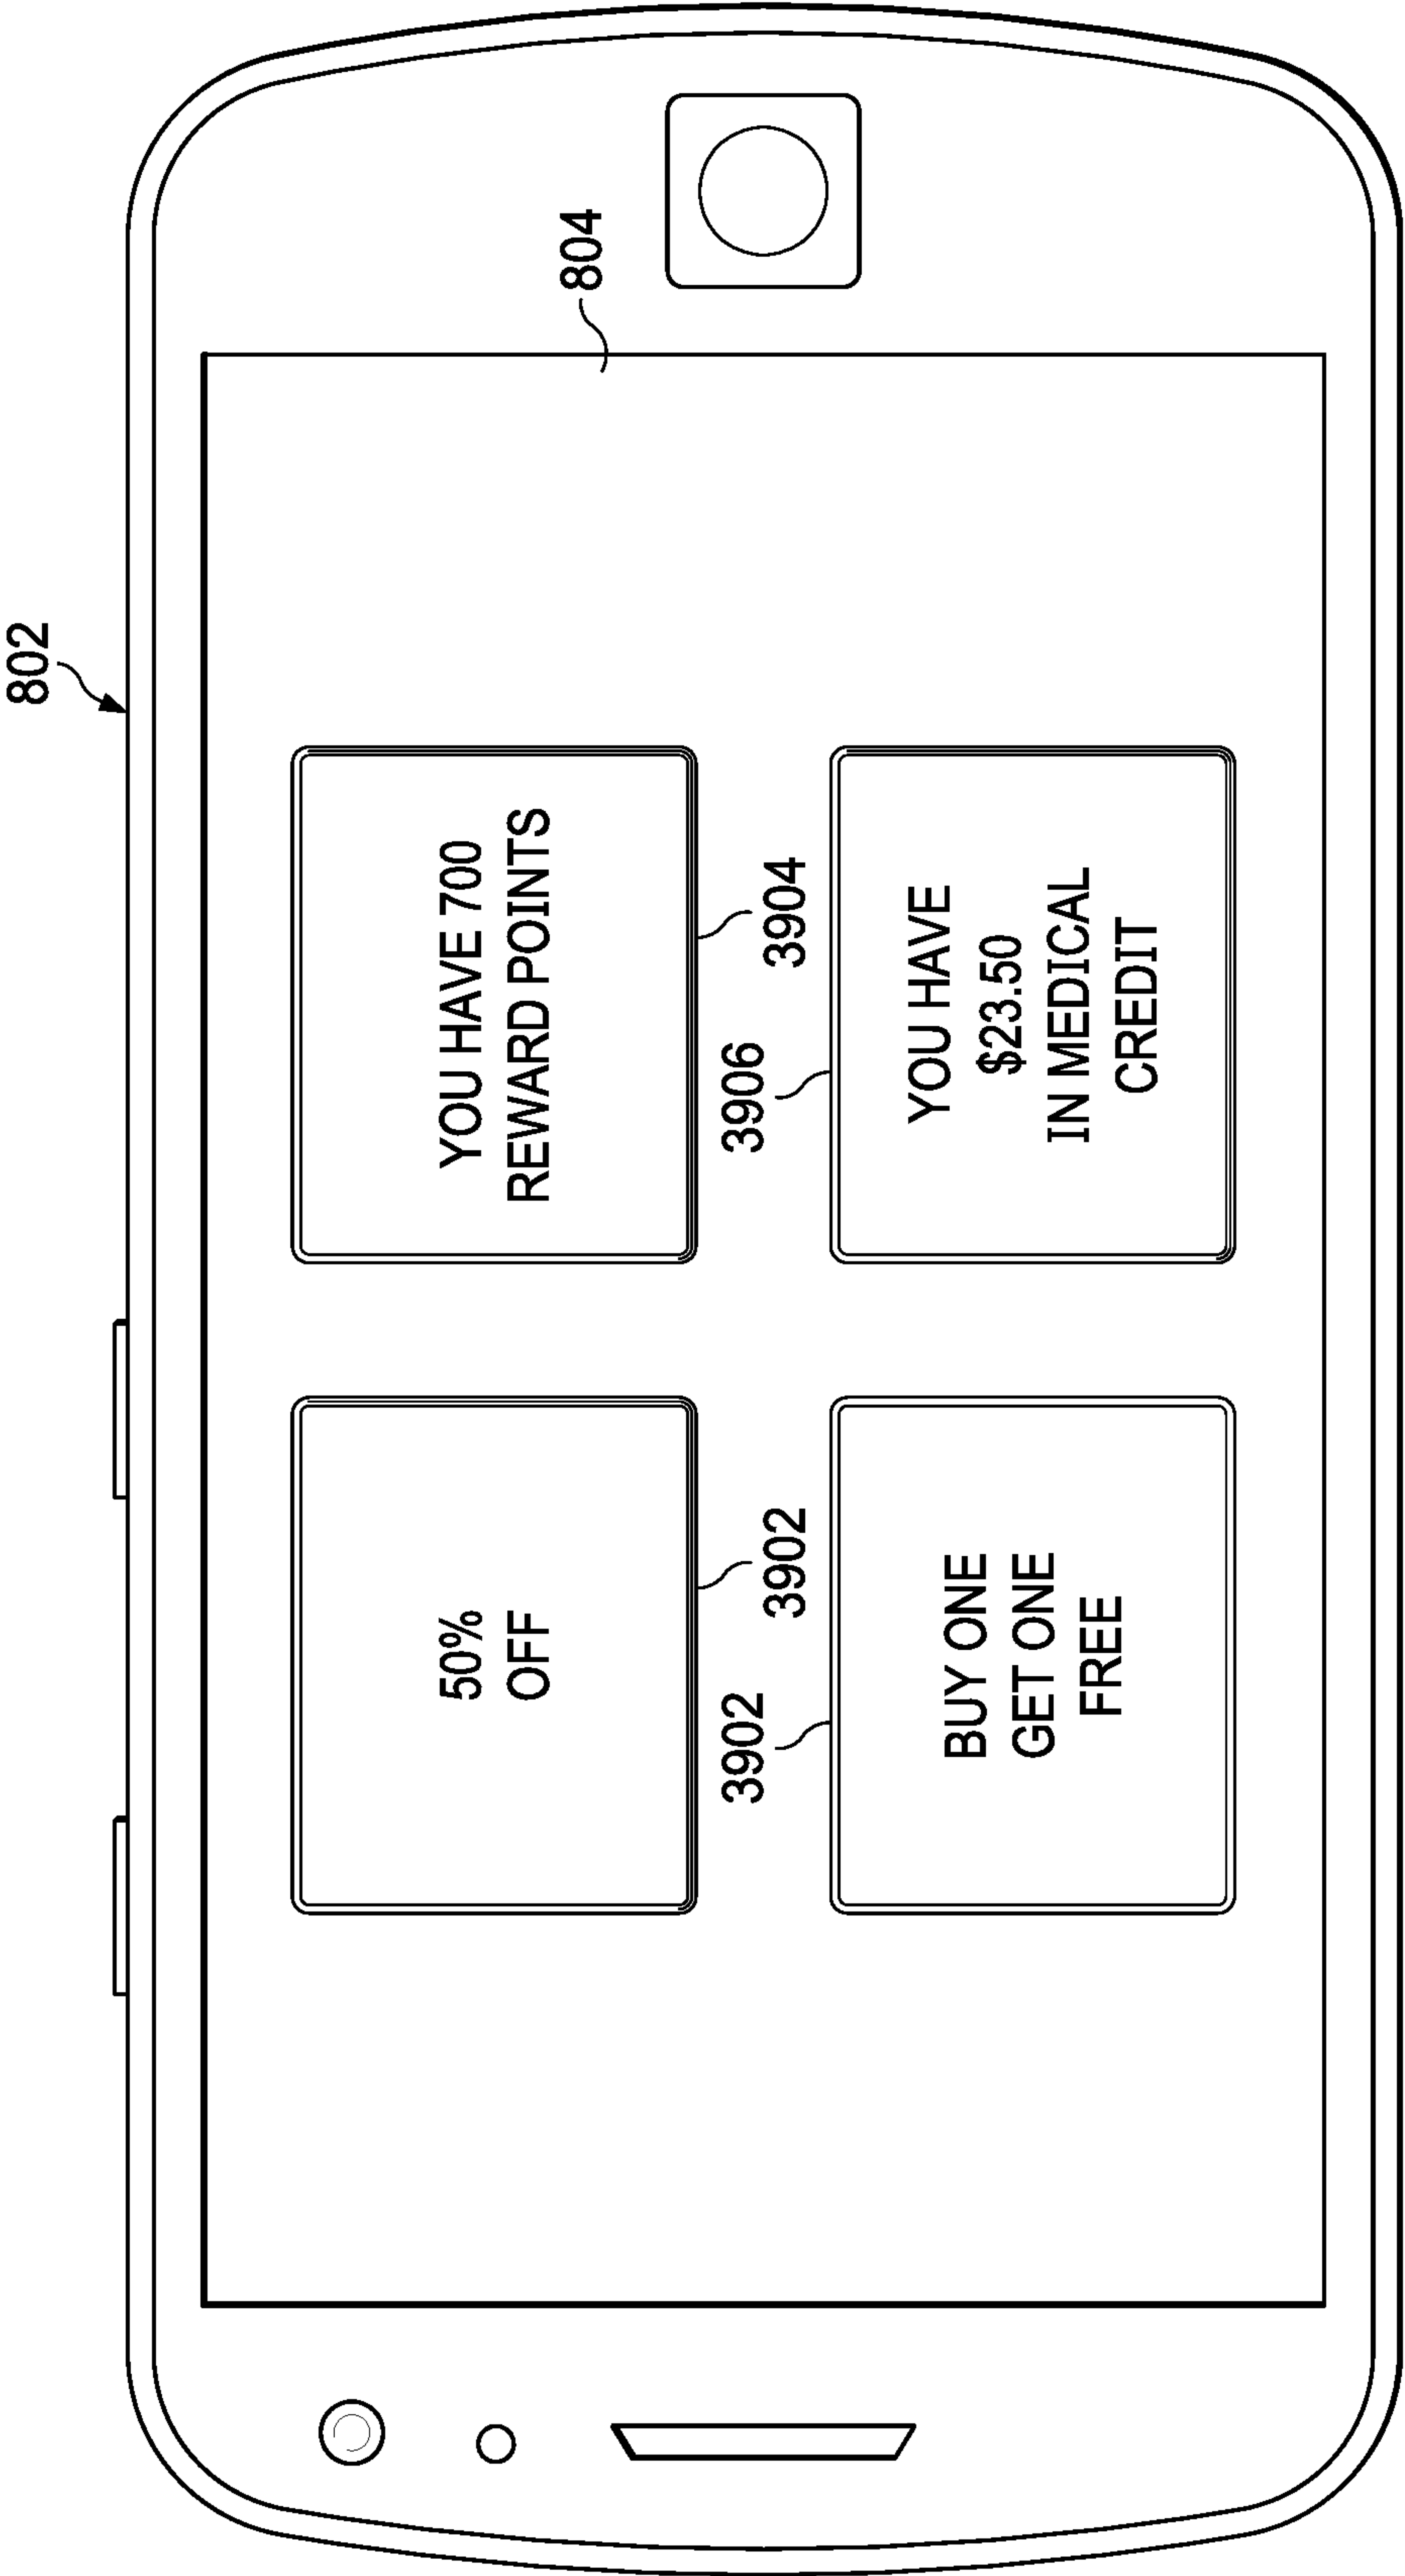 802
804
50%
OFF
3902
YOU HAVE 700
REWARD POINTS
3904
3902
BUY ONE
GET ONE
FREE
3906
YOU HAVE
$23.50
IN MEDICAL
CREDIT